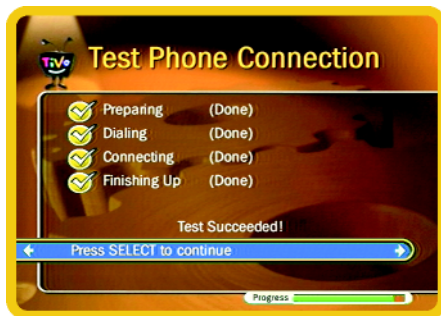 TiVo
Test Phone Connection
Preparing (Done)
Dialing (Done)
Connecting (Done)
Finishing Up (Done)
Test Succeeded!
Press SELECT to continue
Progress